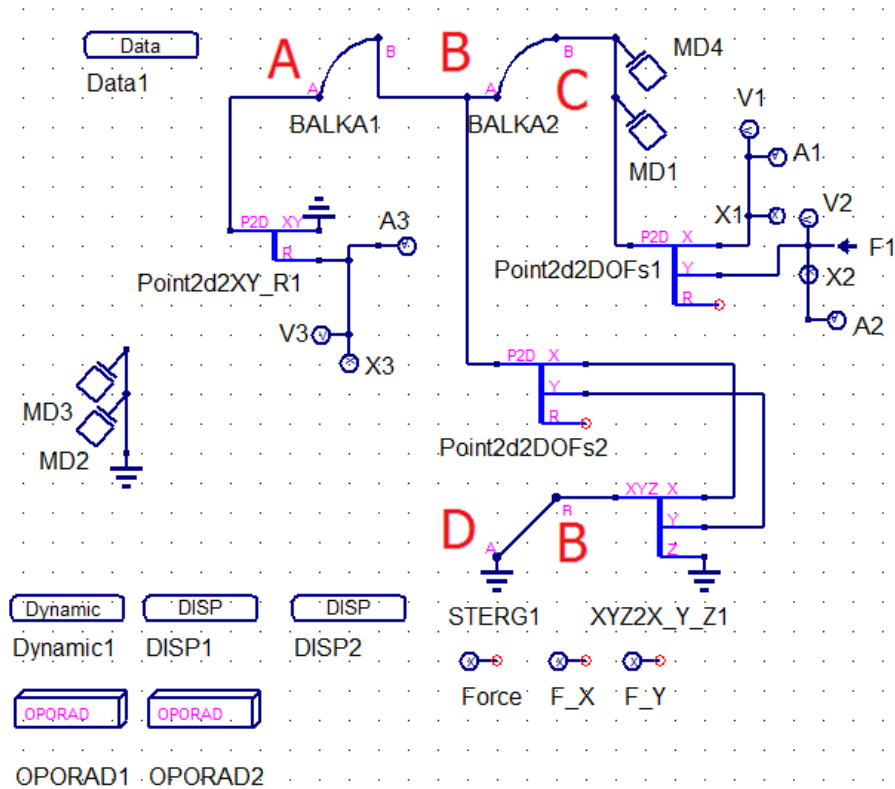 Data
Data1
A
A
B
BALKA1
B
A
B
BALKA2
C
MD4
MD1
V1
A1
X1
V2
F1
X2
A2
P2D XY
R
Point2d2XY_R1
A3
V3
X3
P2D X
Y
R
Point2d2DOFs1
MD3
MD2
P2D X
Y
R
Point2d2DOFs2
D
A
B
B
STERG1
XYZ X
Y
Z
XYZ2X_Y_Z1
Dynamic
Dynamic1
DISP
DISP1
DISP
DISP2
Force
F_X
F_Y
OPORAD
OPORAD1
OPORAD
OPORAD2